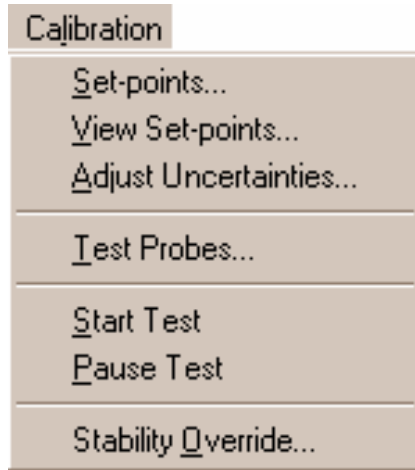 Calibration
Set-points...
View Set-points...
Adjust Uncertainties...
Test Probes...
Start Test
Pause Test
Stability Override...